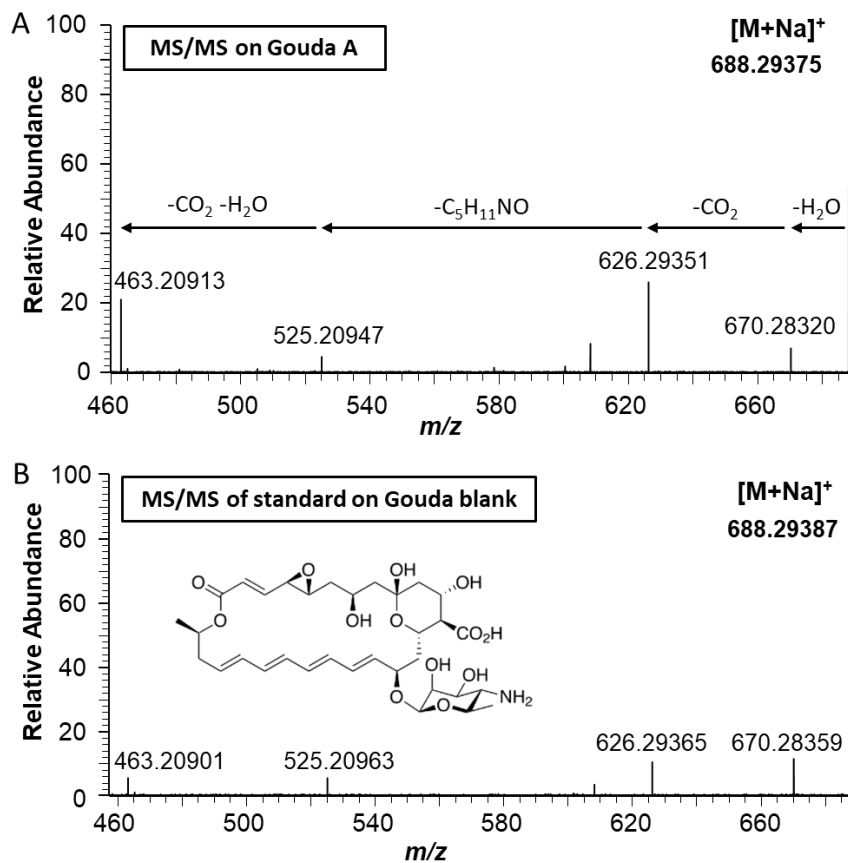 A
MS/MS on Gouda A
[M+Na]⁺
688.29375
Relative Abundance
100
80
60
40
20
0
-CO₂ -H₂O
-C₅H₁₁NO
-CO₂
-H₂O
463.20913
525.20947
626.29351
670.28320
460
500
540
580
620
660
m/z
B
MS/MS of standard on Gouda blank
[M+Na]⁺
688.29387
Relative Abundance
100
80
60
40
20
0
O
O
OH
OH
O
OH
O
CO₂H
OH
OH
O
O
NH₂
463.20901
525.20963
626.29365
670.28359
460
500
540
580
620
660
m/z